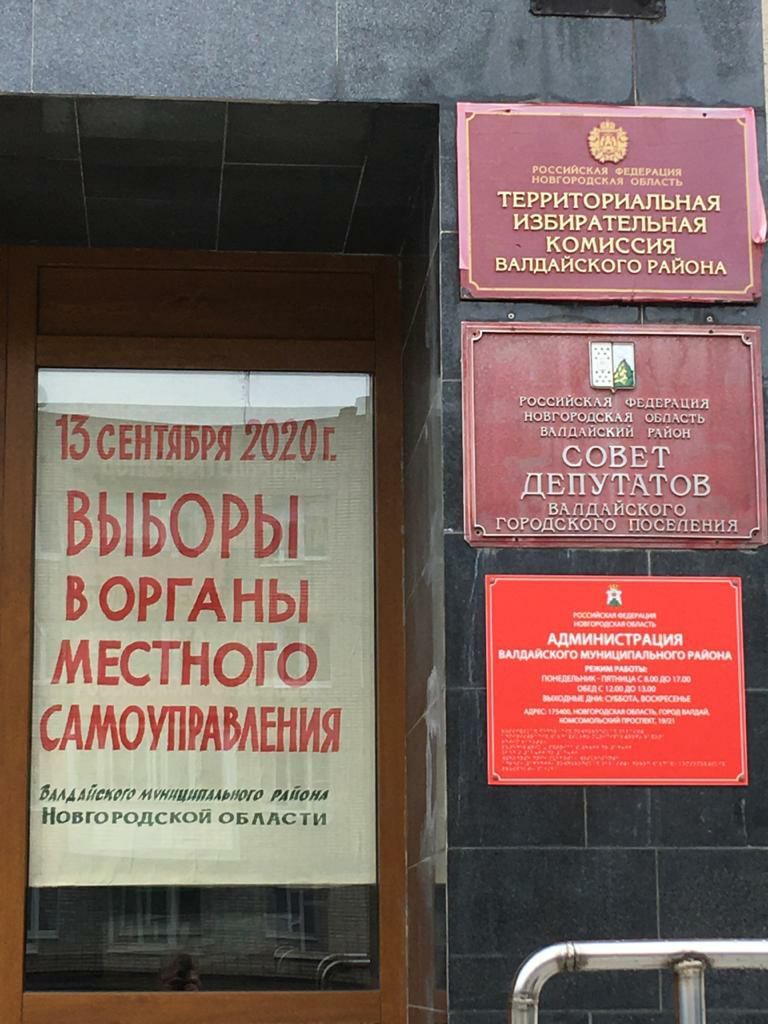 13 СЕНТЯБРЯ 2020 г.
ВЫБОРЫ
В ОРГАНЫ
МЕСТНОГО
САМОУПРАВЛЕНИЯ
ВАЛДАЙСКОГО МУНИЦИПАЛЬНОГО РАЙОНА
НОВГОРОДСКОЙ ОБЛАСТИ
РОССИЙСКАЯ ФЕДЕРАЦИЯ
НОВГОРОДСКАЯ ОБЛАСТЬ
ТЕРРИТОРИАЛЬНАЯ
ИЗБИРАТЕЛЬНАЯ
КОМИССИЯ
ВАЛДАЙСКОГО РАЙОНА
РОССИЙСКАЯ ФЕДЕРАЦИЯ
НОВГОРОДСКАЯ ОБЛАСТЬ
ВАЛДАЙСКИЙ РАЙОН
СОВЕТ
ДЕПУТАТОВ
ВАЛДАЙСКОГО
ГОРОДСКОГО ПОСЕЛЕНИЯ
РОССИЙСКАЯ ФЕДЕРАЦИЯ
НОВГОРОДСКАЯ ОБЛАСТЬ
АДМИНИСТРАЦИЯ
ВАЛДАЙСКОГО МУНИЦИПАЛЬНОГО РАЙОНА
РЕЖИМ РАБОТЫ:
ПОНЕДЕЛЬНИК - ПЯТНИЦА С 8.00 ДО 17.00
ОБЕД С 12.00 ДО 13.00
ВЫХОДНЫЕ ДНИ: СУББОТА, ВОСКРЕСЕНЬЕ
АДРЕС: 175400, НОВГОРОДСКАЯ ОБЛАСТЬ, ГОРОД ВАЛДАЙ,
КОМСОМОЛЬСКИЙ ПРОСПЕКТ, 19/21